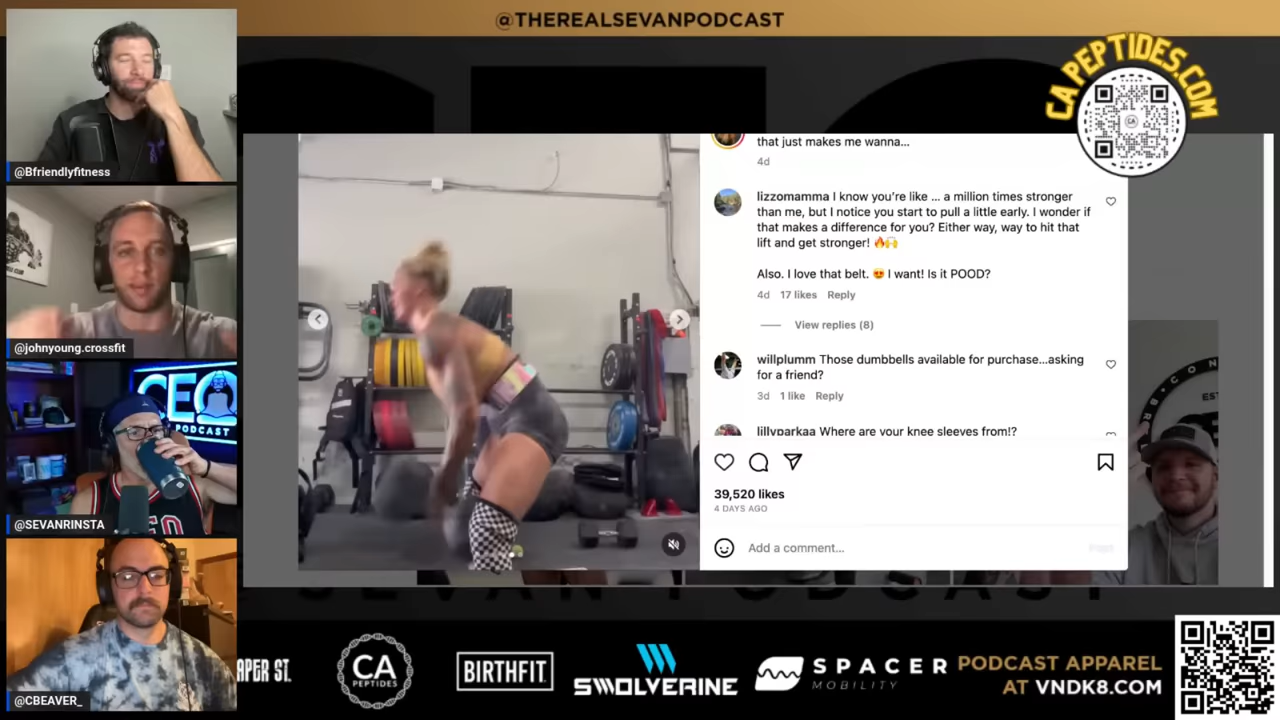 @THEREALSEVANPODCAST
CAPEPTIDES.COM
CA
@Bfriendlyfitness
@johnyoung.crossfit
CEO
PODCAST
@SEVANRINSTA
@CBEAVER_
that just makes me wanna...
4d
lizzomamma I know you're like ... a million times stronger
than me, but I notice you start to pull a little early. I wonder if
that makes a difference for you? Either way, way to hit that
lift and get stronger! 🔥🙌
Also. I love that belt. 😍 I want! Is it POOD?
4d 17 likes Reply
View replies (8)
willplumm Those dumbbells available for purchase...asking
for a friend?
3d 1 like Reply
lillyparkaa Where are your knee sleeves from!?
39,520 likes
4 DAYS AGO
Add a comment...
SEVAN PODCAST
APER ST.
CA
PEPTIDES
BIRTHFIT
SWOLVERINE
SPACER
MOBILITY
PODCAST APPAREL
AT VNDK8.COM